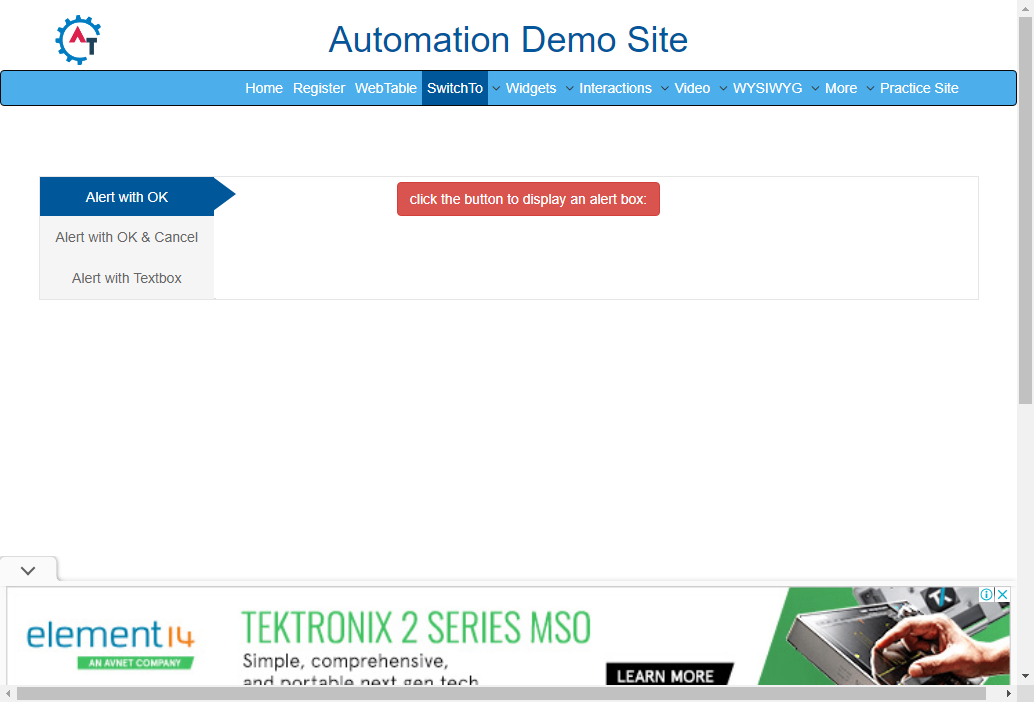 AT
Automation Demo Site
Home Register WebTable SwitchTo Widgets Interactions Video WYSIWYG More Practice Site
Alert with OK
click the button to display an alert box:
Alert with OK & Cancel
Alert with Textbox
element14
AN AVNET COMPANY
TEKTRONIX 2 SERIES MSO
Simple, comprehensive,
and portable next gen tech
LEARN MORE